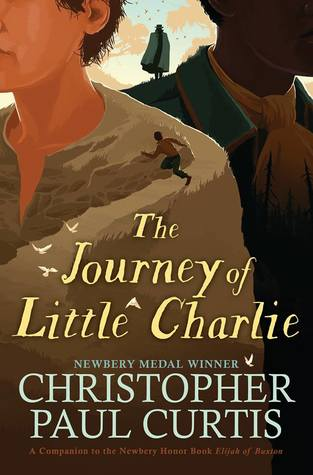 The
Journey of
Little Charlie
NEWBERY MEDAL WINNER
CHRISTOPHER
PAUL CURTIS
A Companion to the Newbery Honor Book Elijah of Buxton